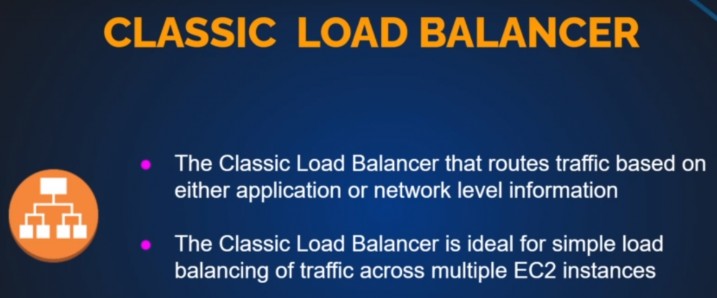 CLASSIC LOAD BALANCER
The Classic Load Balancer that routes traffic based on
either application or network level information
The Classic Load Balancer is ideal for simple load
balancing of traffic across multiple EC2 instances